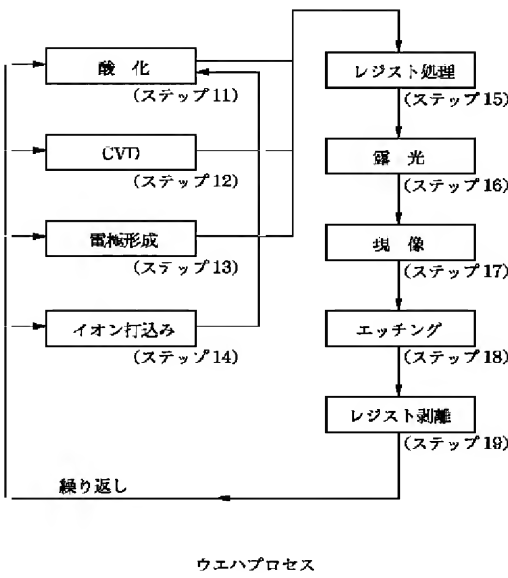 酸 化
(ステップ11)
CVD
(ステップ12)
電極形成
(ステップ13)
イオン打込み
(ステップ14)
レジスト処理
(ステップ15)
露 光
(ステップ16)
現 像
(ステップ17)
エッチング
(ステップ18)
レジスト剥離
(ステップ19)
繰り返し
ウエハプロセス